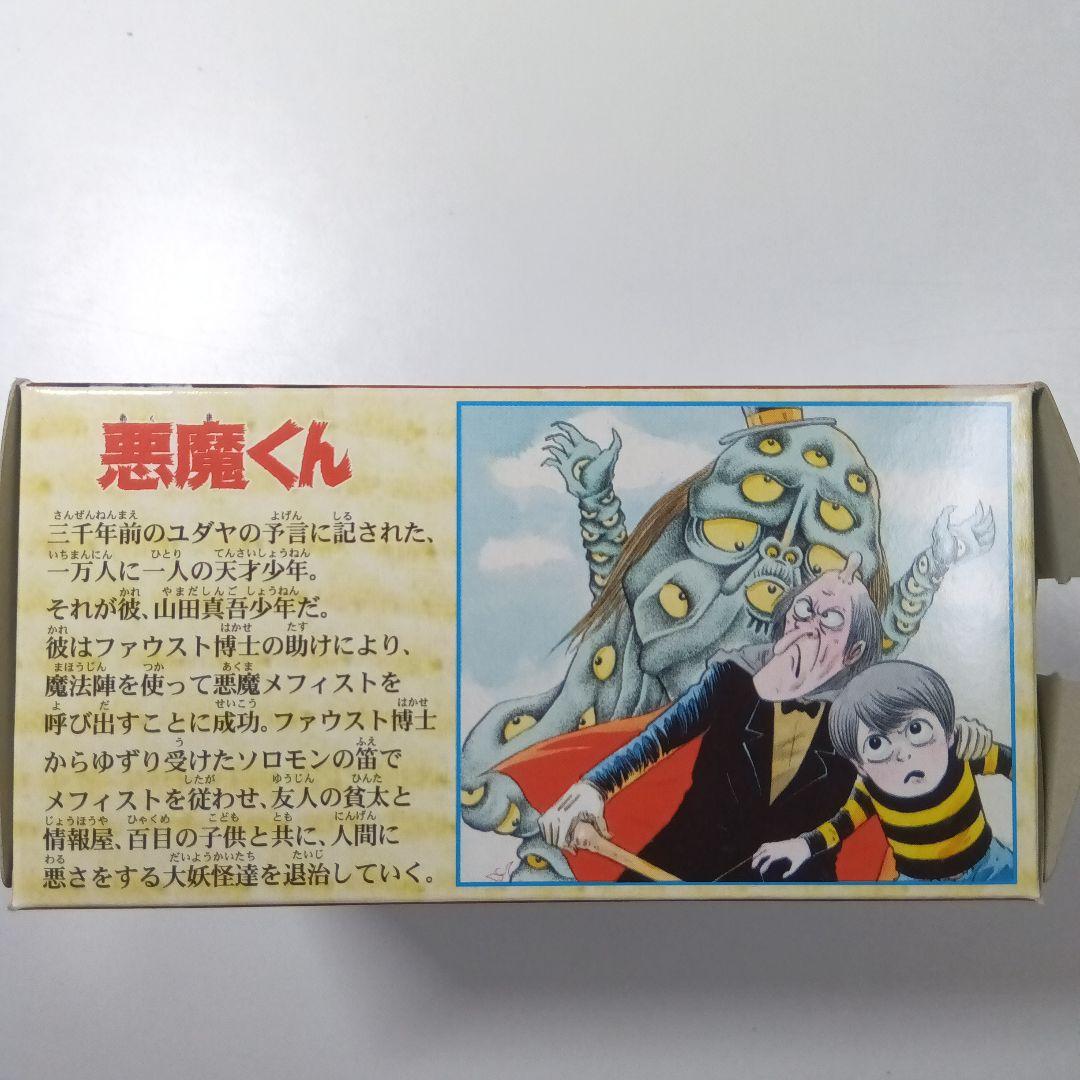 悪魔くん
三千年前のユダヤの予言に記された、
一万人に一人の天才少年。
それが彼、山田真吾少年だ。
彼はファウスト博士の助けにより、
魔法陣を使って悪魔メフィストを
呼び出すことに成功。ファウスト博士
からゆずり受けたソロモンの笛で
メフィストを従わせ、友人の貧太と
情報屋、百目の子供と共に、人間に
悪さをする大妖怪達を退治していく。